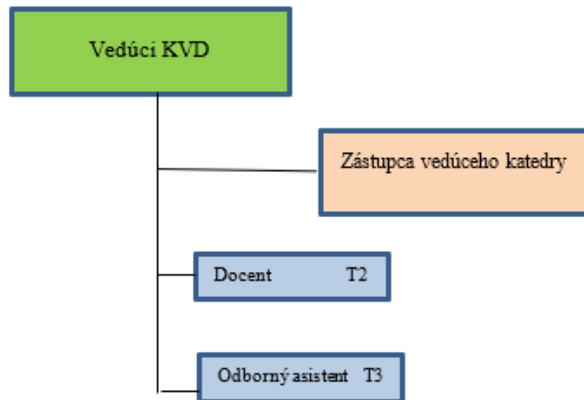 Vedúci KVD
Zástupca vedúceho katedry
Docent T2
Odborný asistent T3